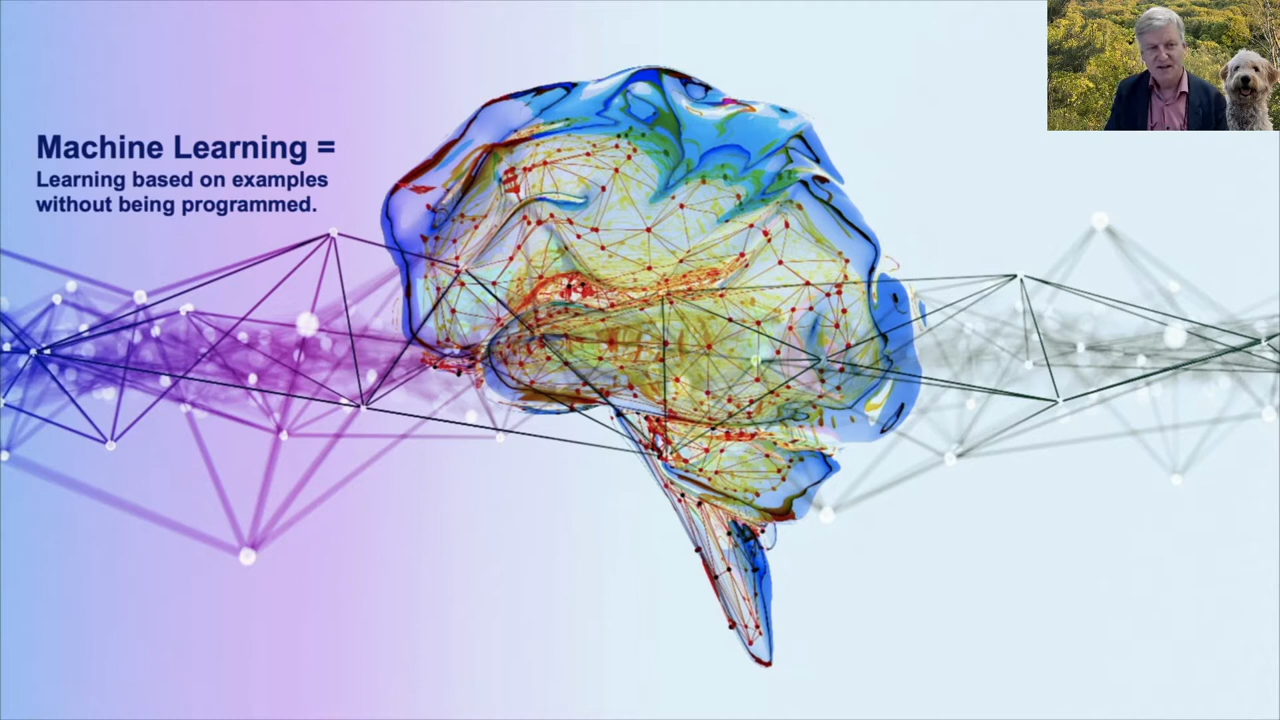 Machine Learning =
Learning based on examples
without being programmed.